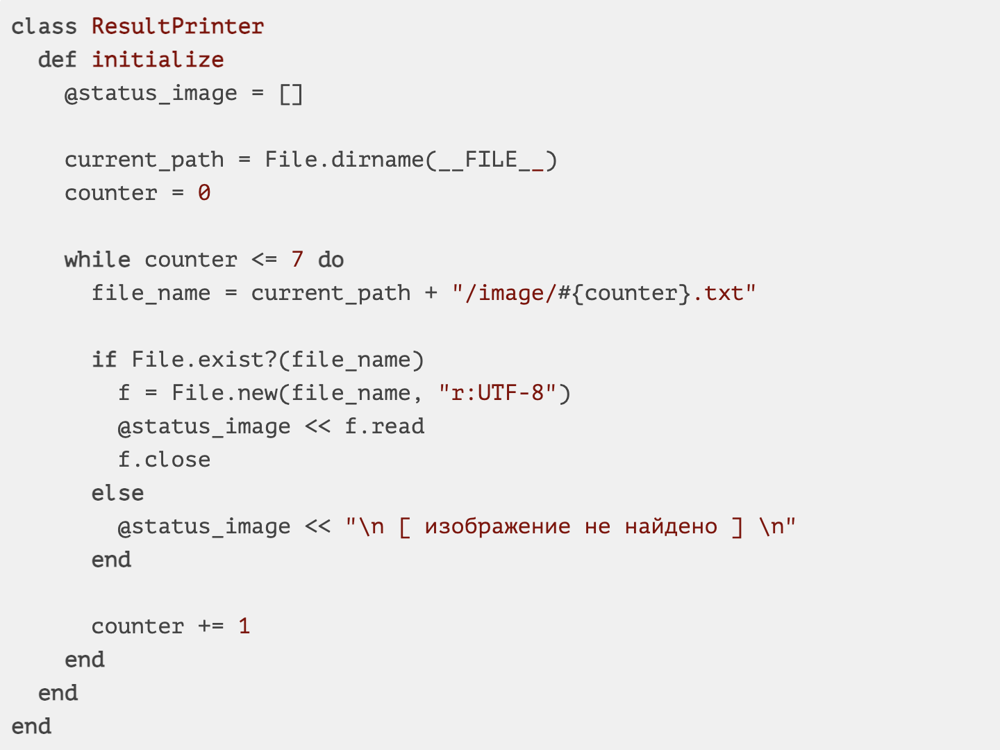 class ResultPrinter
  def initialize
    @status_image = []

    current_path = File.dirname(__FILE__)
    counter = 0

    while counter <= 7 do
      file_name = current_path + "/image/#{counter}.txt"

      if File.exist?(file_name)
        f = File.new(file_name, "r:UTF-8")
        @status_image << f.read
        f.close
      else
        @status_image << "\n [ изображение не найдено ] \n"
      end

      counter += 1
    end
  end
end